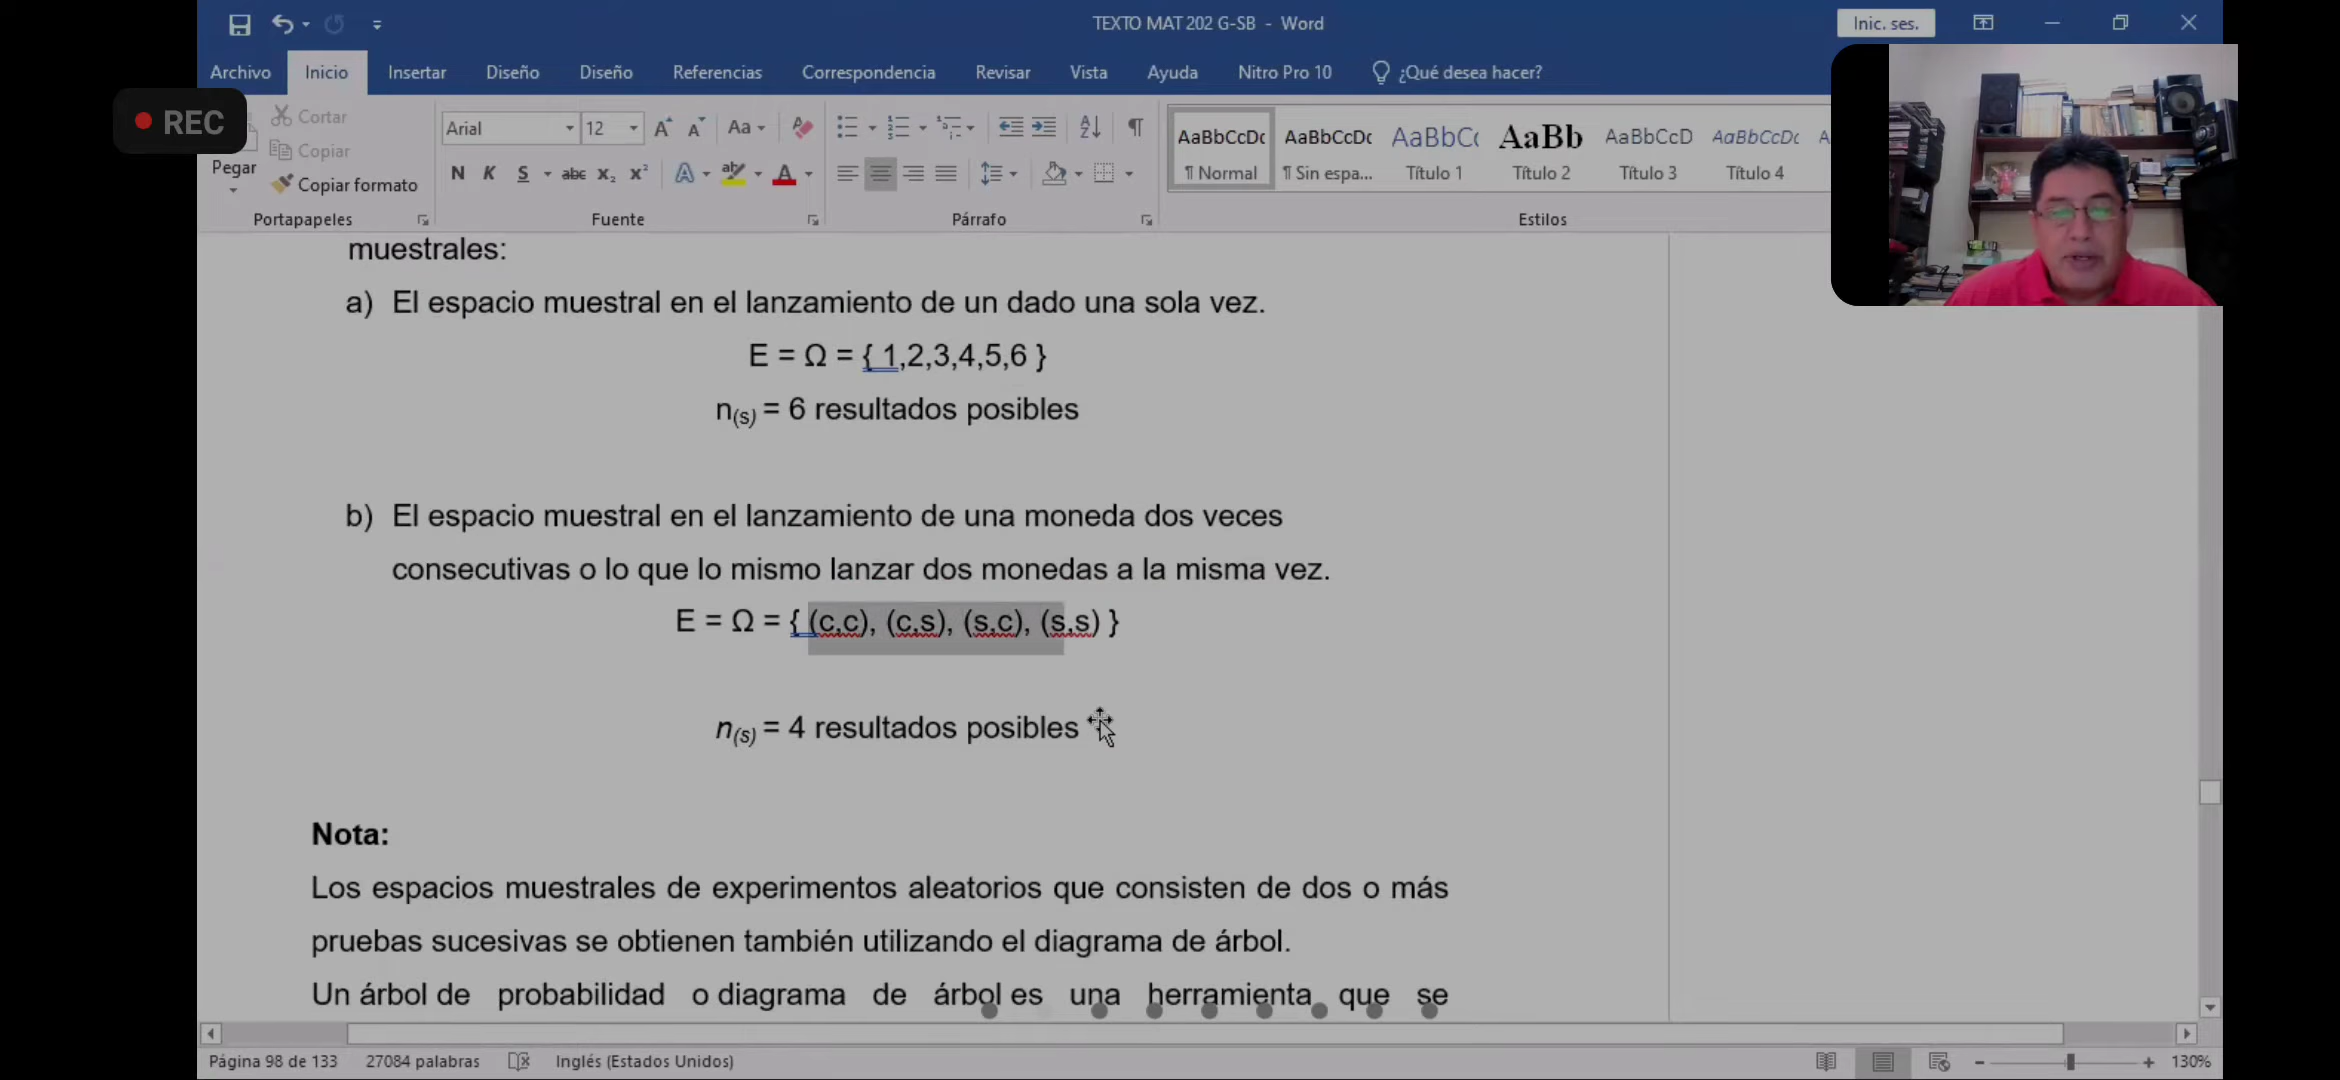 TEXTO MAT 202 G-SB - Word
Inic. ses.
Archivo Inicio Insertar Diseño Diseño Referencias Correspondencia Revisar Vista Ayuda Nitro Pro 10 ¿Qué desea hacer?
REC
Pegar
Cortar
Copiar
Copiar formato
Portapapeles
Arial 12
Aa
N K S abc x₂ x²
A aby A
Fuente
Párrafo
AaBbCcDc AaBbCcDc AaBbC( AaBb AaBbCcD AaBbCcDc
¶ Normal ¶ Sin espa... Título 1 Título 2 Título 3 Título 4
Estilos
muestrales:
a) El espacio muestral en el lanzamiento de un dado una sola vez.
E = Ω = { 1,2,3,4,5,6 }
n(s) = 6 resultados posibles
b) El espacio muestral en el lanzamiento de una moneda dos veces
consecutivas o lo que lo mismo lanzar dos monedas a la misma vez.
E = Ω = { (c,c), (c,s), (s,c), (s,s) }
n(s) = 4 resultados posibles
Nota:
Los espacios muestrales de experimentos aleatorios que consisten de dos o más
pruebas sucesivas se obtienen también utilizando el diagrama de árbol.
Un árbol de probabilidad o diagrama de árbol es una herramienta que se
Página 98 de 133 27084 palabras Inglés (Estados Unidos) 130%